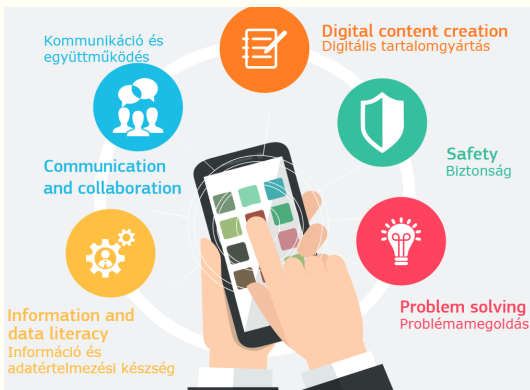 Kommunikáció és
együttműködés
Communication
and collaboration
Digital content creation
Digitális tartalomgyártás
Safety
Biztonság
Problem solving
Problémamegoldás
Information and
data literacy
Információ és
adatértelmezési készség